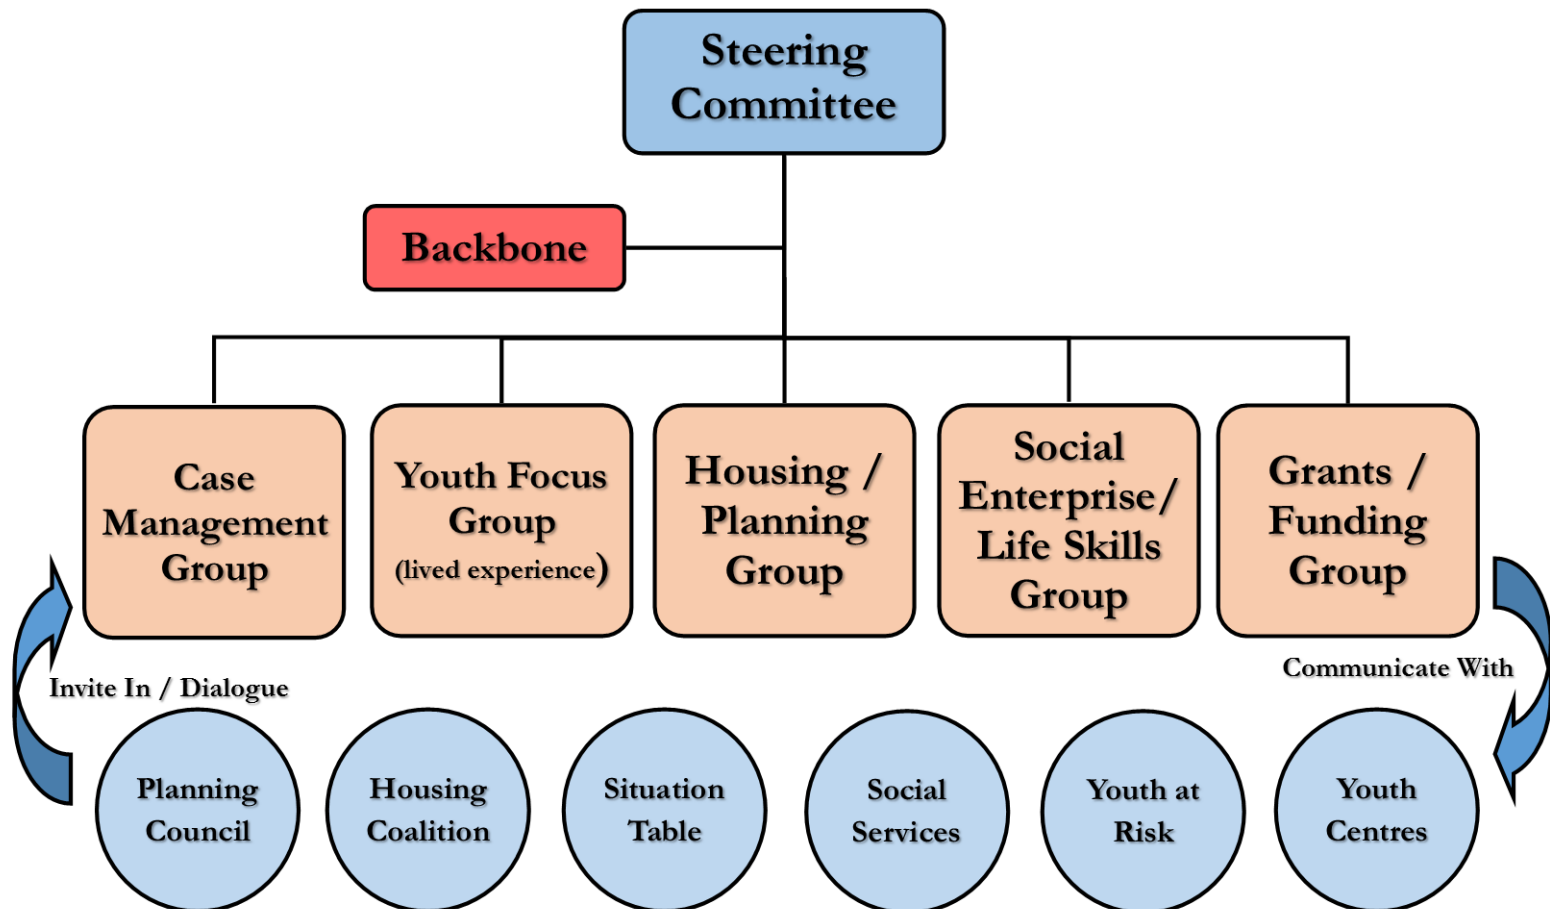 Steering
Committee
Backbone
Case
Management
Group
Youth Focus
Group
(lived experience)
Housing /
Planning
Group
Social
Enterprise/
Life Skills
Group
Grants /
Funding
Group
Invite In / Dialogue
Communicate With
Planning
Council
Housing
Coalition
Situation
Table
Social
Services
Youth at
Risk
Youth
Centres